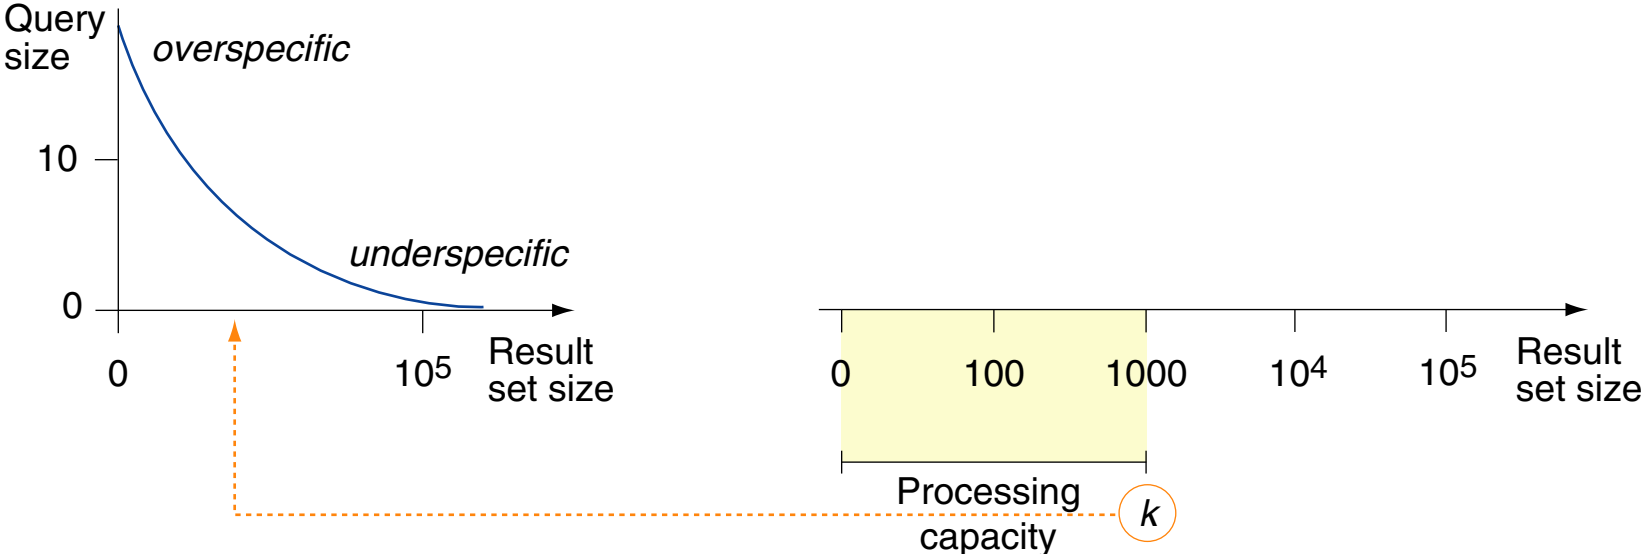 Query
size
overspecific
10
underspecific
0
0
10⁵
Result
set size
0
100
1000
10⁴
10⁵
Result
set size
Processing
capacity
k